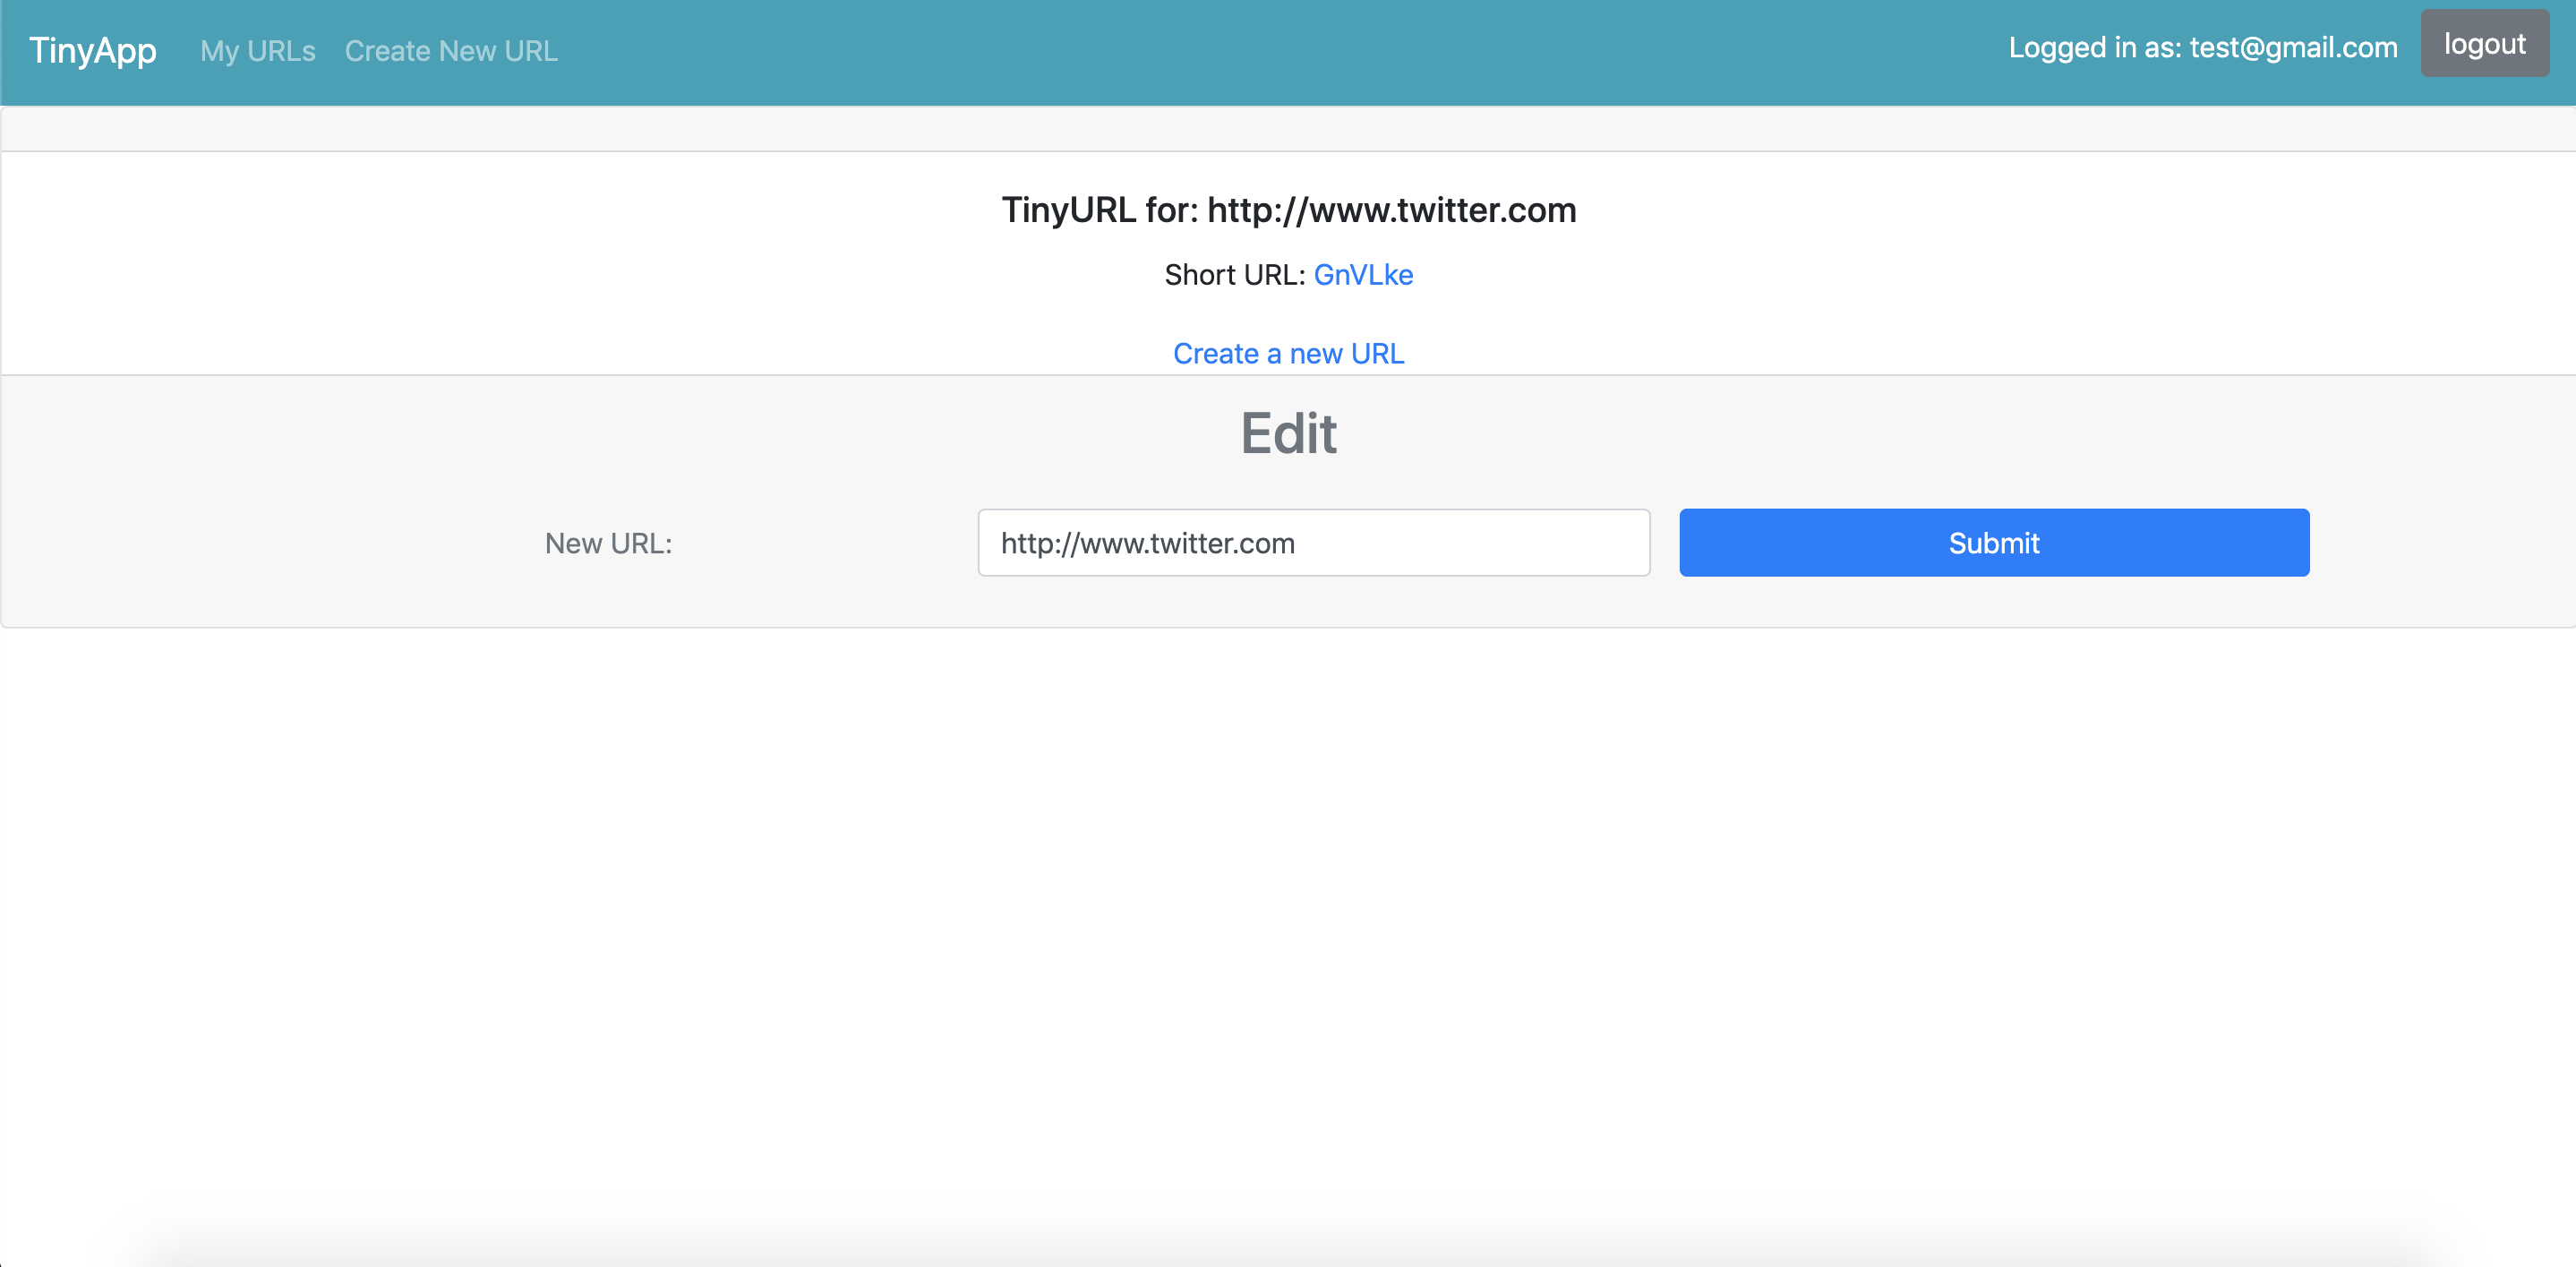 TinyApp My URLs Create New URL Logged in as: test@gmail.com logout
TinyURL for: http://www.twitter.com
Short URL: GnVLke
Create a new URL
Edit
New URL: http://www.twitter.com Submit